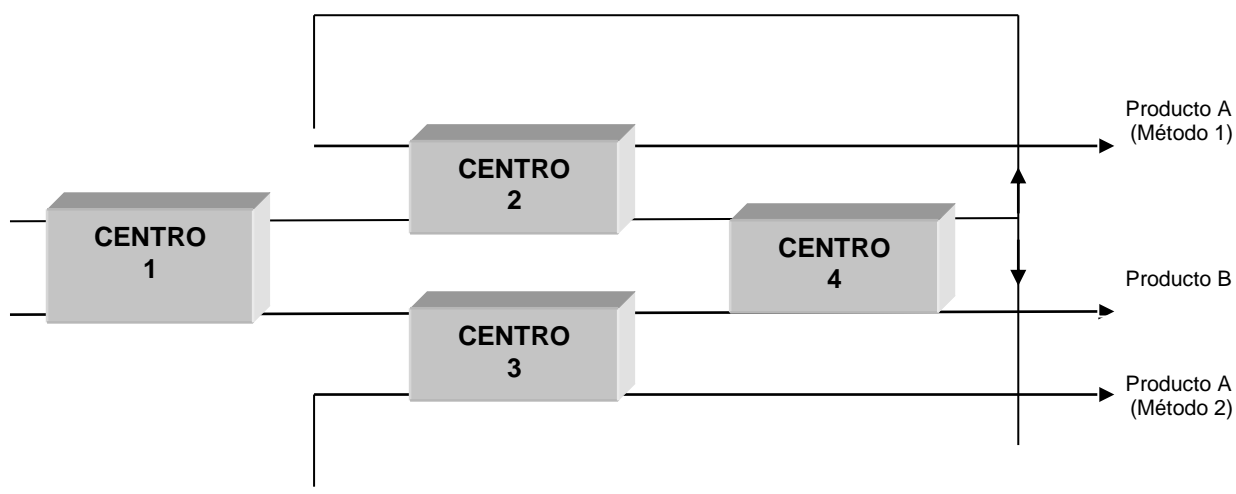 Producto A
(Método 1)
CENTRO
2
CENTRO
1
CENTRO
4
Producto B
CENTRO
3
Producto A
(Método 2)